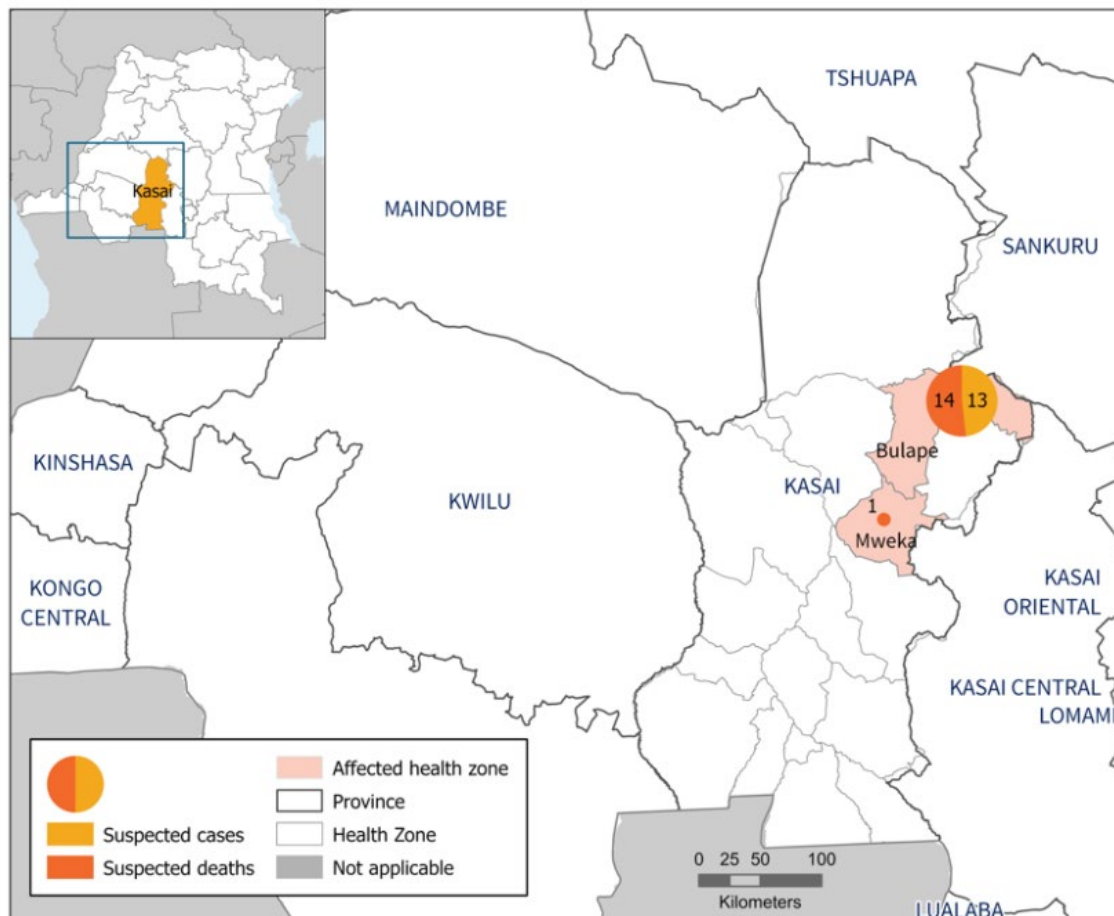 Kasai
TSHUAPA
MAINDOMBE
SANKURU
14 13
Bulape
KINSHASA
KWILU
KASAI
1
Mweka
KONGO
CENTRAL
KASAI
ORIENTAL
KASAI CENTRAL
LOMAMI
Suspected cases
Suspected deaths
Affected health zone
Province
Health Zone
Not applicable
0 25 50 100
Kilometers
LUALABA